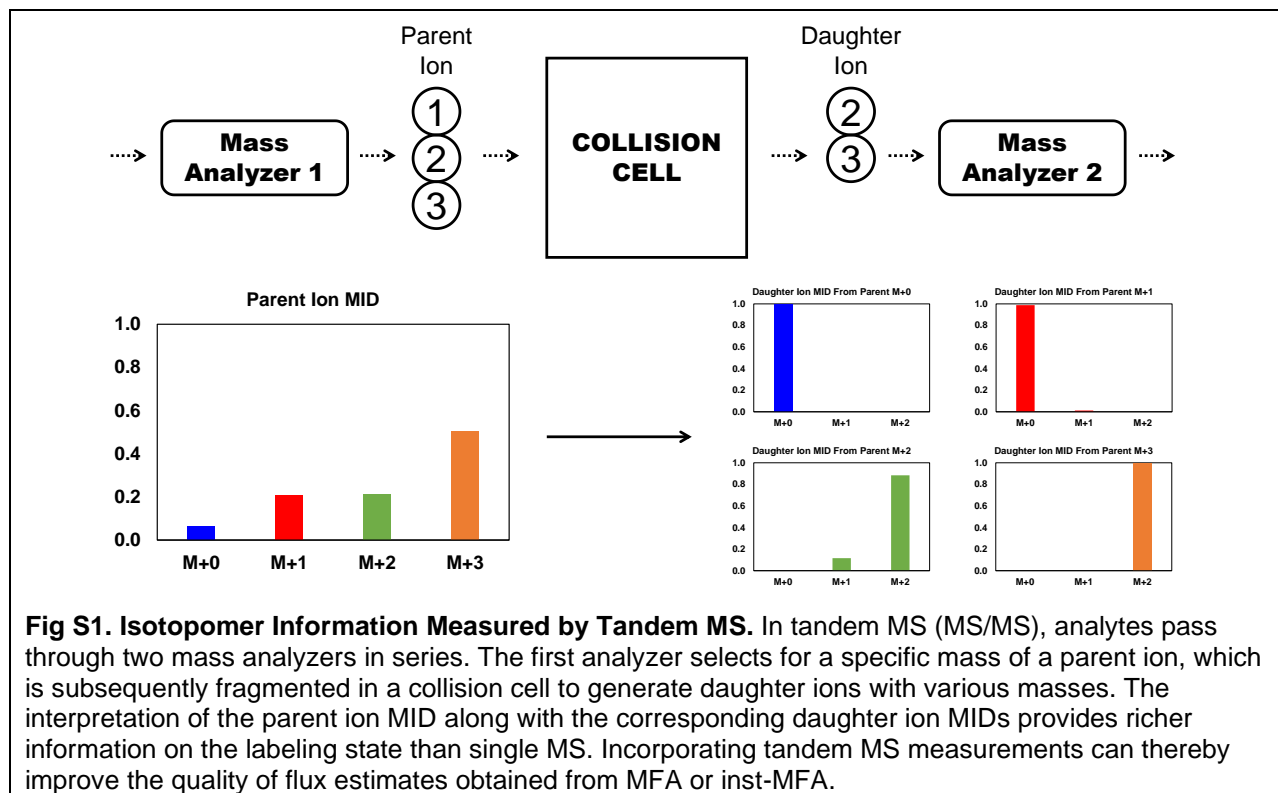 Parent
Ion
Daughter
Ion
Mass
Analyzer 1
1
2
3
COLLISION
CELL
2
3
Mass
Analyzer 2
Parent Ion MID
1.0
0.8
0.6
0.4
0.2
0.0
M+0 M+1 M+2 M+3
Daughter Ion MID From Parent M+0
1.0
0.8
0.6
0.4
0.2
0.0
M+0 M+1 M+2
Daughter Ion MID From Parent M+1
1.0
0.8
0.6
0.4
0.2
0.0
M+0 M+1 M+2
Daughter Ion MID From Parent M+2
1.0
0.8
0.6
0.4
0.2
0.0
M+0 M+1 M+2
Daughter Ion MID From Parent M+3
1.0
0.8
0.6
0.4
0.2
0.0
M+0 M+1 M+2
Fig S1. Isotopomer Information Measured by Tandem MS. In tandem MS (MS/MS), analytes pass
through two mass analyzers in series. The first analyzer selects for a specific mass of a parent ion, which
is subsequently fragmented in a collision cell to generate daughter ions with various masses. The
interpretation of the parent ion MID along with the corresponding daughter ion MIDs provides richer
information on the labeling state than single MS. Incorporating tandem MS measurements can thereby
improve the quality of flux estimates obtained from MFA or inst-MFA.